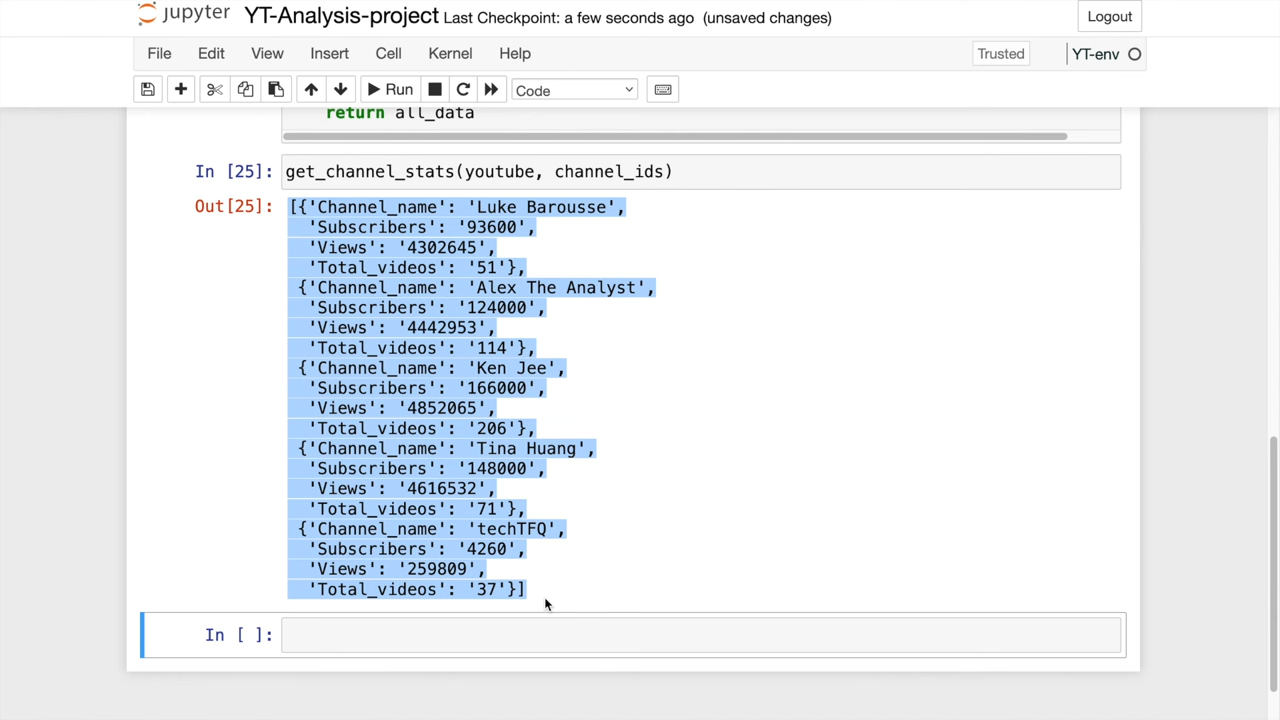 jupyter YT-Analysis-project Last Checkpoint: a few seconds ago (unsaved changes) Logout
File Edit View Insert Cell Kernel Help Trusted YT-env
Run Code
return all_data
In [25]: get_channel_stats(youtube, channel_ids)
Out[25]: [{'Channel_name': 'Luke Barousse',
'Subscribers': '93600',
'Views': '4302645',
'Total_videos': '51'},
{'Channel_name': 'Alex The Analyst',
'Subscribers': '124000',
'Views': '4442953',
'Total_videos': '114'},
{'Channel_name': 'Ken Jee',
'Subscribers': '166000',
'Views': '4852065',
'Total_videos': '206'},
{'Channel_name': 'Tina Huang',
'Subscribers': '148000',
'Views': '4616532',
'Total_videos': '71'},
{'Channel_name': 'techTFQ',
'Subscribers': '4260',
'Views': '259809',
'Total_videos': '37'}]
In [ ]: